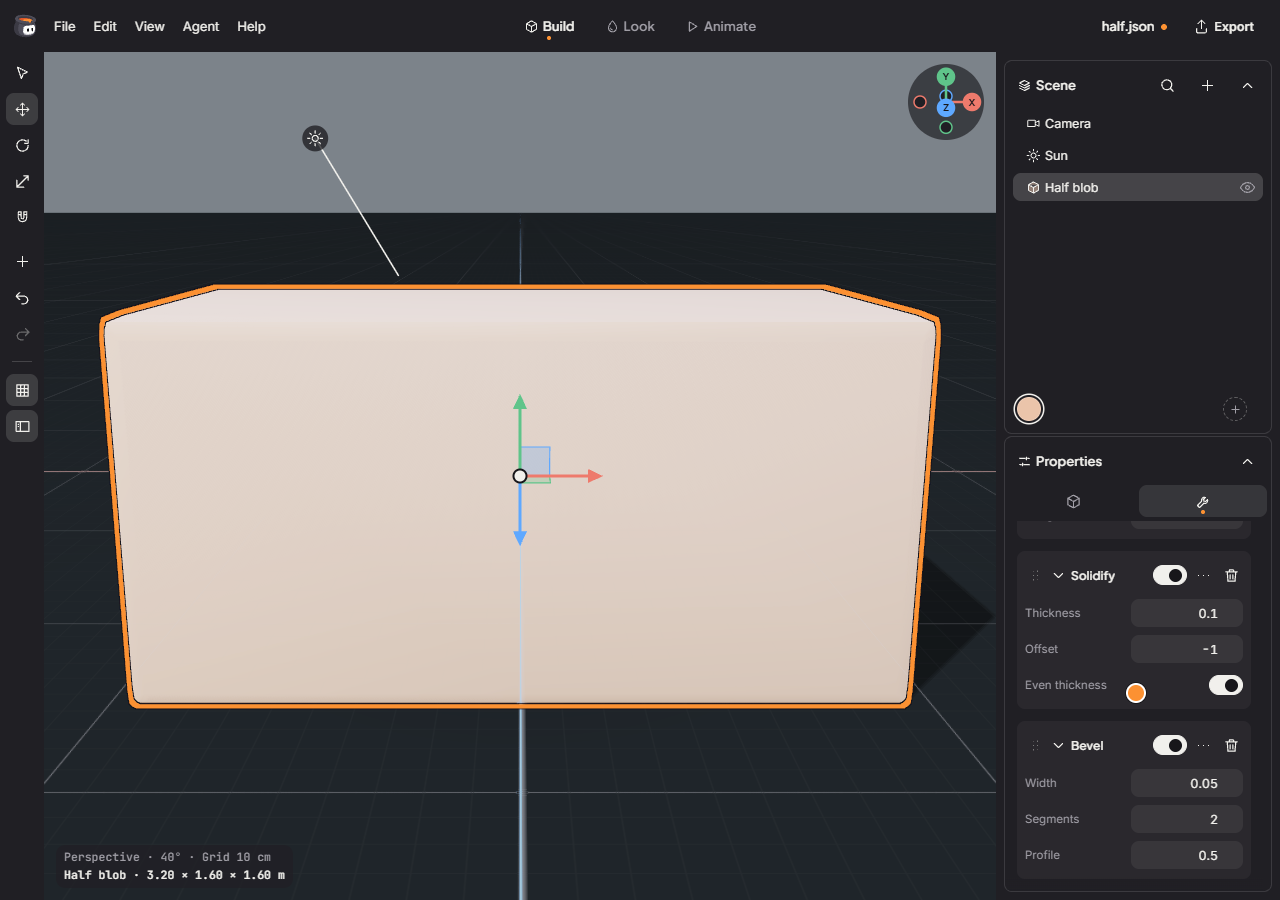 File Edit View Agent Help
Build Look Animate
half.json Export
Y
X
Z
Scene
Camera
Sun
Half blob
Properties
Solidify
Thickness 0.1
Offset -1
Even thickness
Bevel
Width 0.05
Segments 2
Profile 0.5
Perspective · 40° · Grid 10 cm
Half blob · 3.20 × 1.60 × 1.60 m